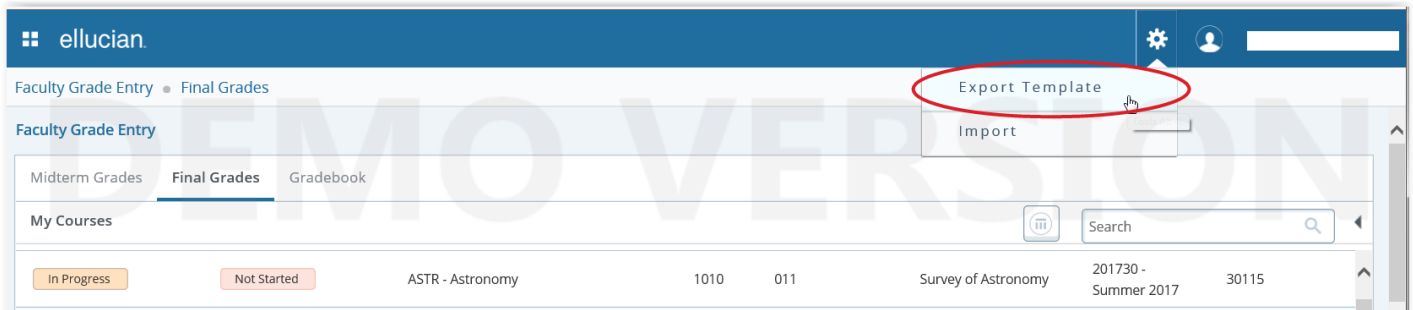 ellucian.
Export Template
Faculty Grade Entry Final Grades
Import
Faculty Grade Entry
DEMO VERSION
Midterm Grades Final Grades Gradebook
My Courses Search
In Progress Not Started ASTR - Astronomy 1010 011 Survey of Astronomy 201730 - 30115
Summer 2017